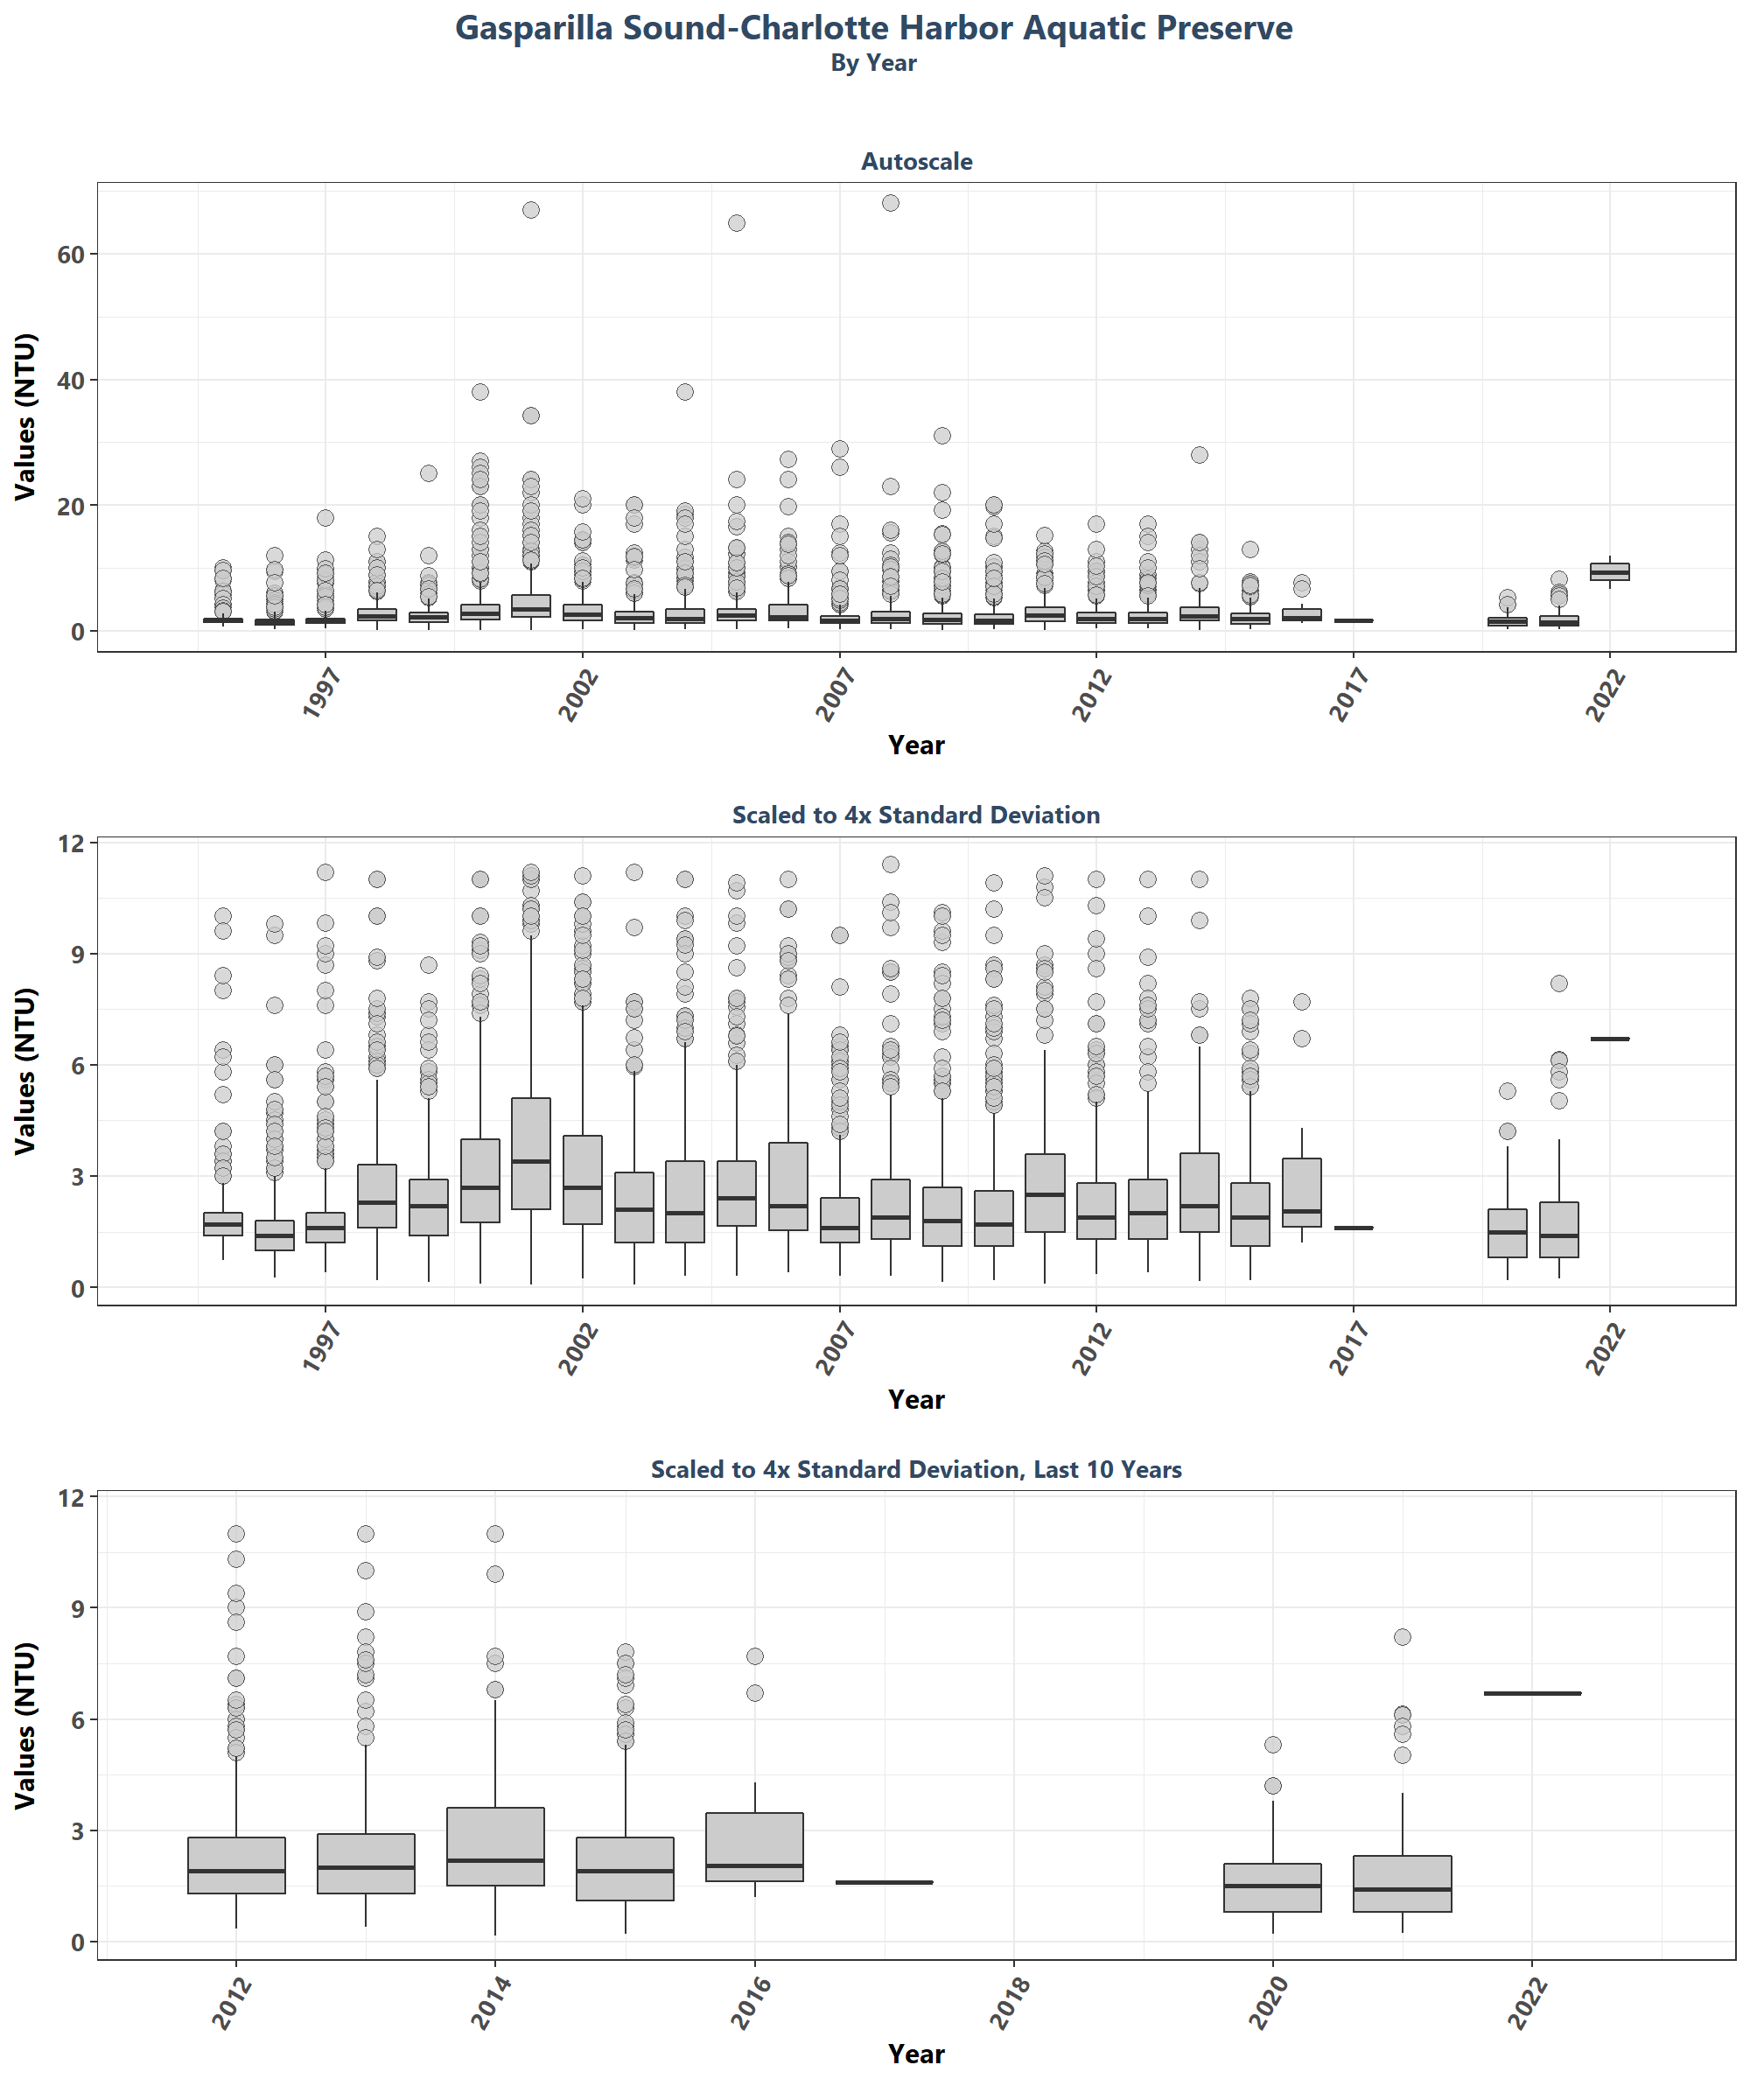 Gasparilla Sound-Charlotte Harbor Aquatic Preserve
By Year
Autoscale
Values (NTU)
60
40
20
0
1997
2002
2007
2012
2017
2022
Year
Scaled to 4x Standard Deviation
Values (NTU)
12
9
6
3
0
1997
2002
2007
2012
2017
2022
Year
Scaled to 4x Standard Deviation, Last 10 Years
Values (NTU)
12
9
6
3
0
2012
2014
2016
2018
2020
2022
Year